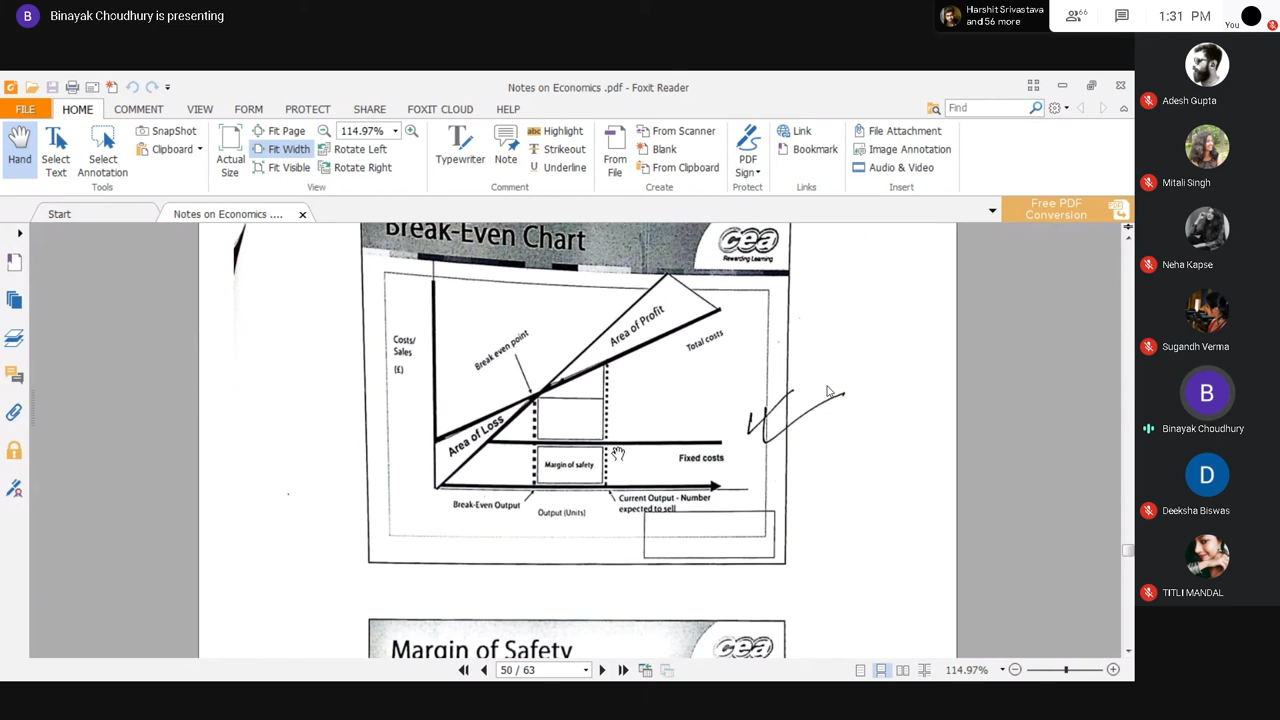 B Binayak Choudhury is presenting
Harshit Srivastava
and 56 more
66
1:31 PM
You
Notes on Economics .pdf - Foxit Reader
FILE HOME COMMENT VIEW FORM PROTECT SHARE FOXIT CLOUD HELP
Find
Hand
Select
Text
Select
Annotation
SnapShot
Clipboard
Actual
Size
Fit Page
Fit Width
Fit Visible
114.97%
Rotate Left
Rotate Right
Typewriter
Note
Highlight
Strikeout
Underline
From
File
From Scanner
Blank
From Clipboard
PDF
Sign
Link
Bookmark
File Attachment
Image Annotation
Audio & Video
Tools View Comment Create Protect Links Insert
Start
Notes on Economics ....
Free PDF
Conversion
Break-Even Chart
cea
Rewarding Learning
Costs/
Sales
(£)
Break even point
Area of Profit
Total costs
Area of Loss
Margin of safety
Fixed costs
Break-Even Output
Output (Units)
Current Output - Number
expected to sell
Margin of Safety
cea
50 / 63
114.97%
Adesh Gupta
Mitali Singh
Neha Kapse
Sugandh Verma
B
Binayak Choudhury
D
Deeksha Biswas
TITLI MANDAL